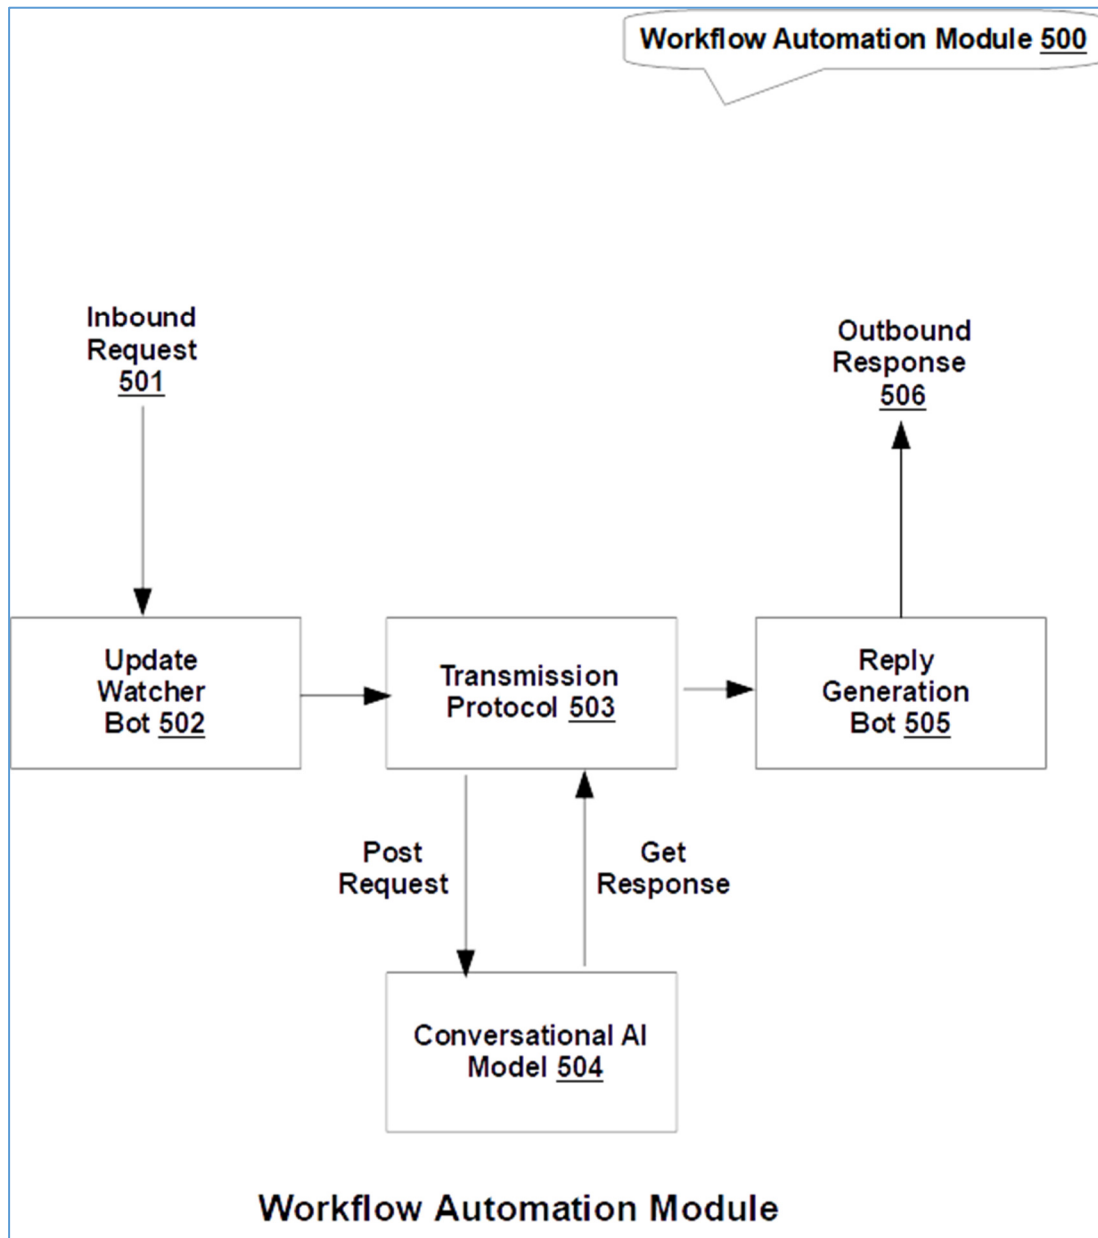 Workflow Automation Module 500
Inbound
Request
501
Outbound
Response
506
Update
Watcher
Bot 502
Transmission
Protocol 503
Reply
Generation
Bot 505
Post
Request
Get
Response
Conversational AI
Model 504
Workflow Automation Module